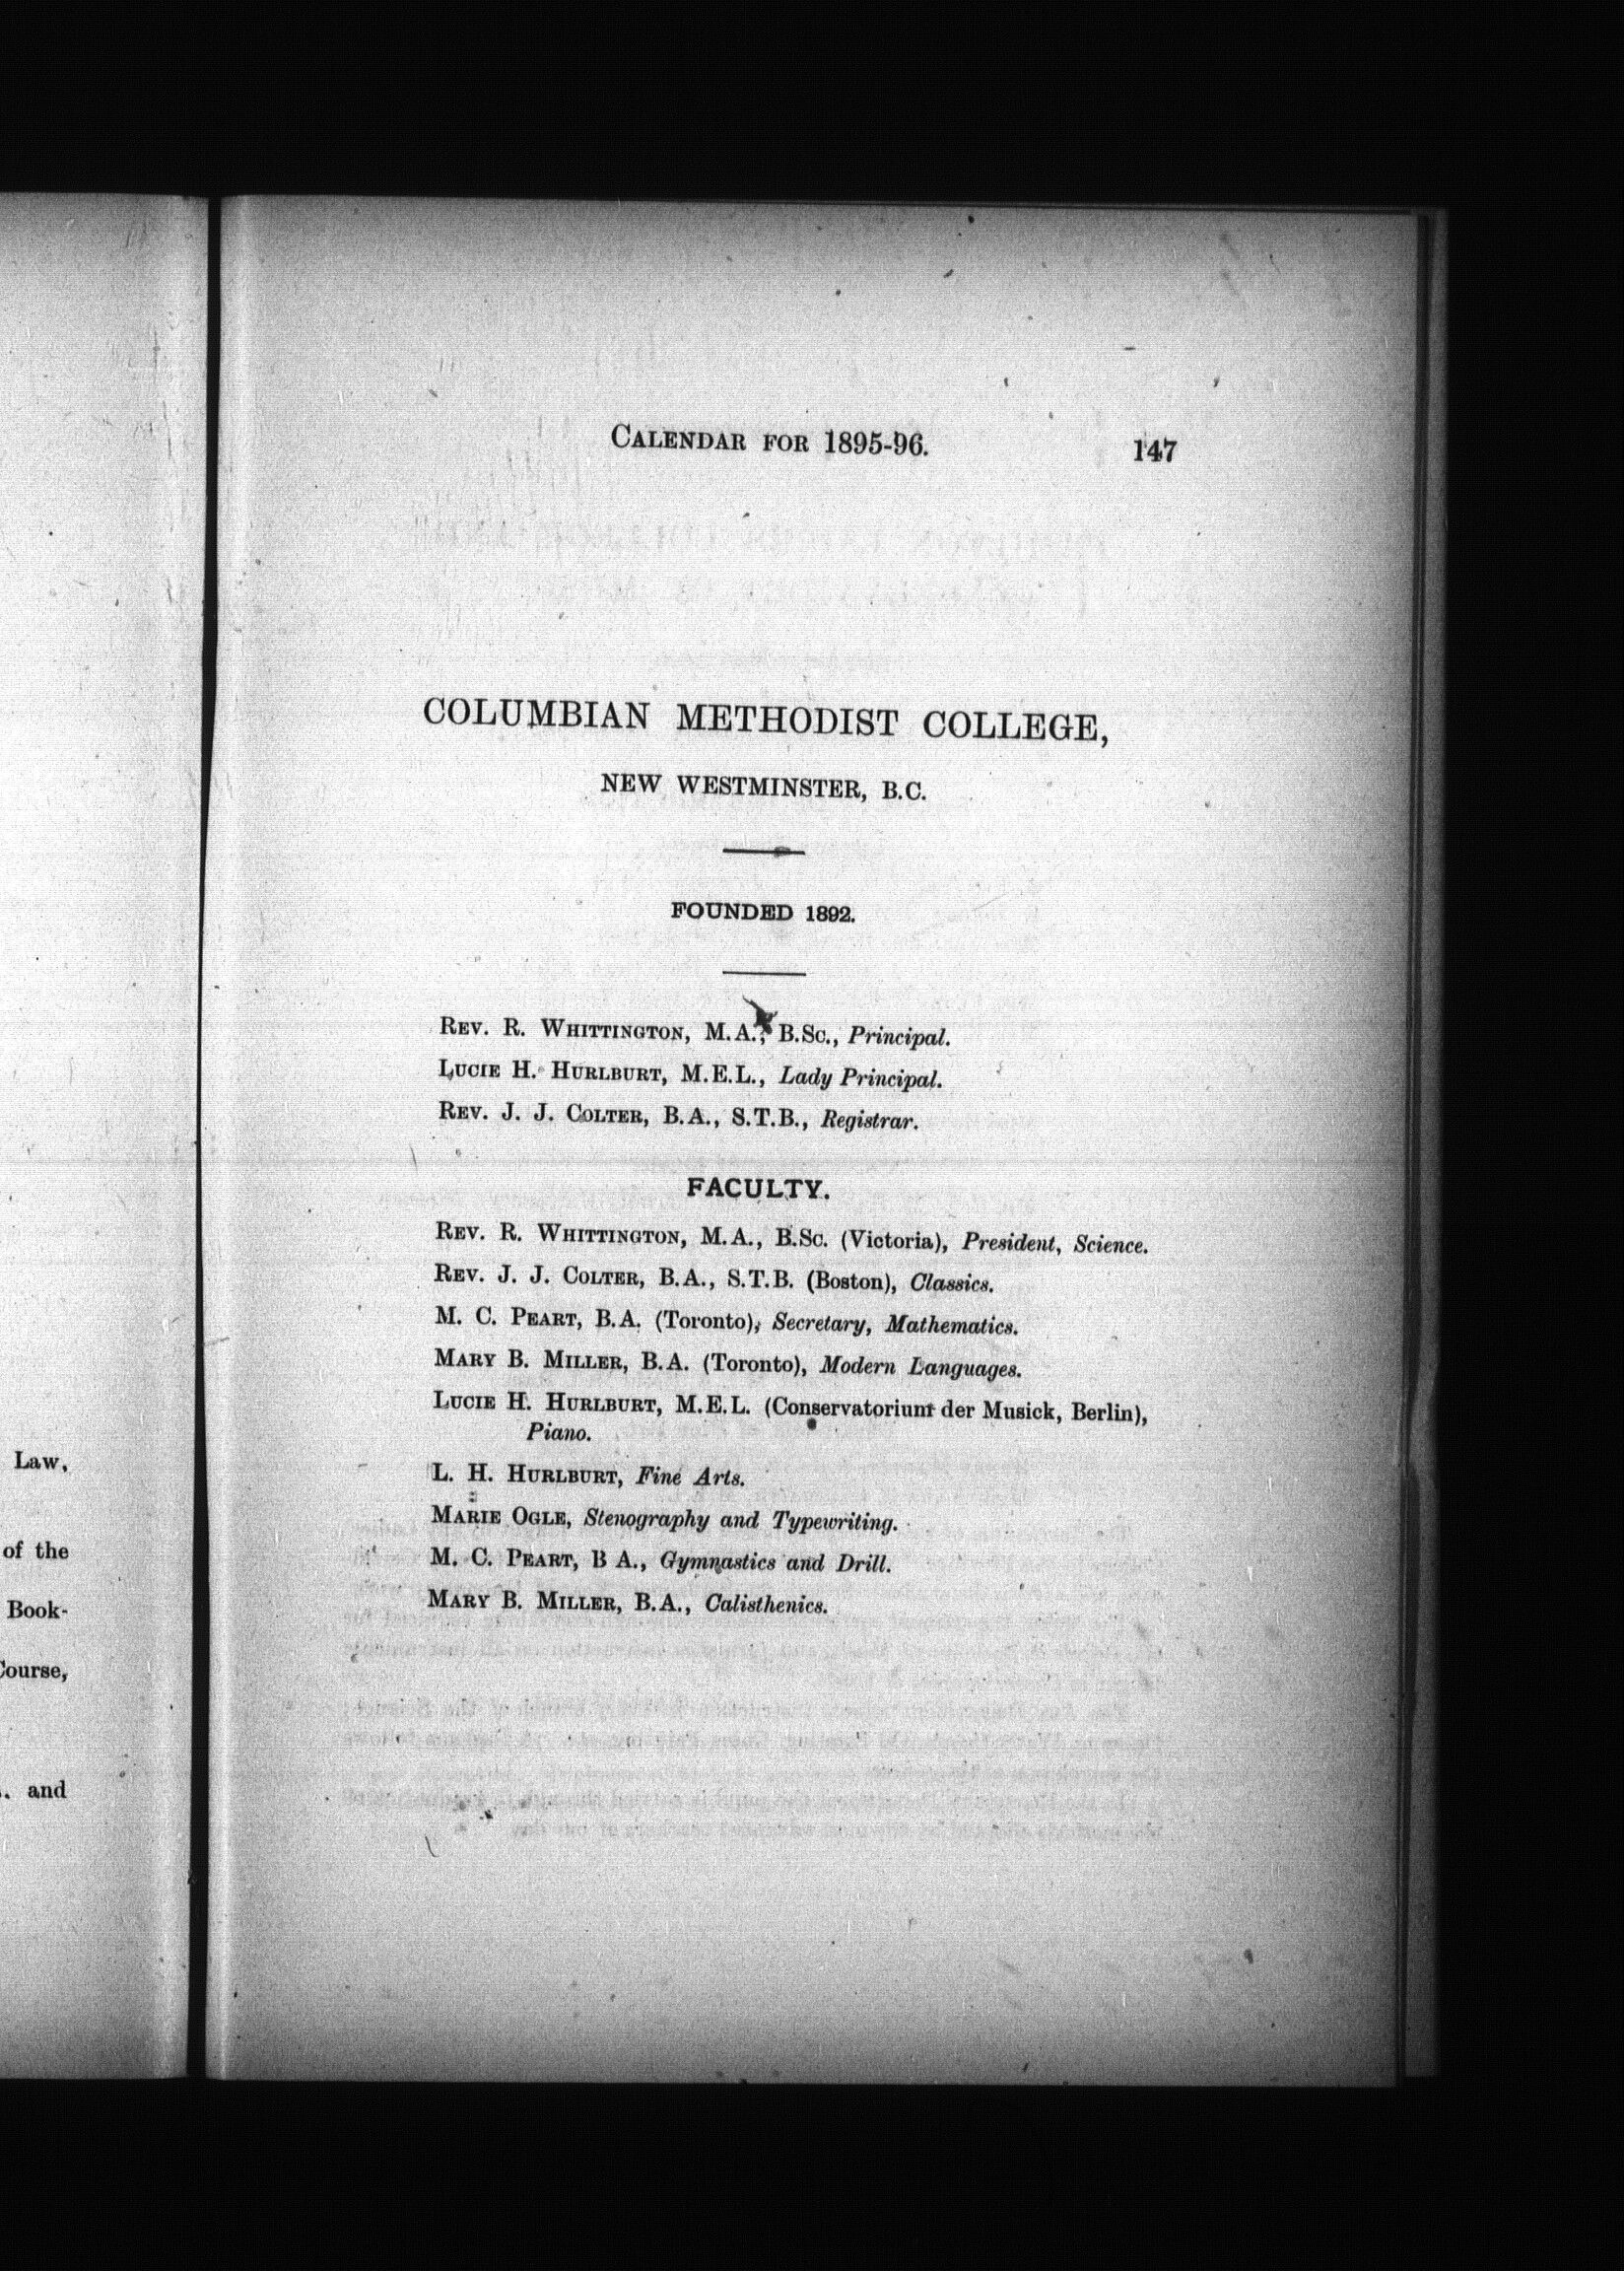 Law,
of the
Book-
Course,
and
CALENDAR FOR 1895-96. 147
COLUMBIAN METHODIST COLLEGE,
NEW WESTMINSTER, B.C.
FOUNDED 1892.
REV. R. WHITTINGTON, M.A., B.SC., Principal.
LUCIE H. HURLBURT, M.E.L., Lady Principal.
REV. J. J. COLTER, B.A., S.T.B., Registrar.
FACULTY.
REV. R. WHITTINGTON, M.A., B.SC. (Victoria), President, Science.
REV. J. J. COLTER, B.A., S.T.B. (Boston), Classics.
M. C. PEART, B.A. (Toronto), Secretary, Mathematics.
MARY B. MILLER, B.A. (Toronto), Modern Languages.
LUCIE H. HURLBURT, M.E.L. (Conservatorium der Musick, Berlin),
Piano.
L. H. HURLBURT, Fine Arts.
MARIE OGLE, Stenography and Typewriting.
M. C. PEART, B A., Gymnastics and Drill.
MARY B. MILLER, B.A., Calisthenics.